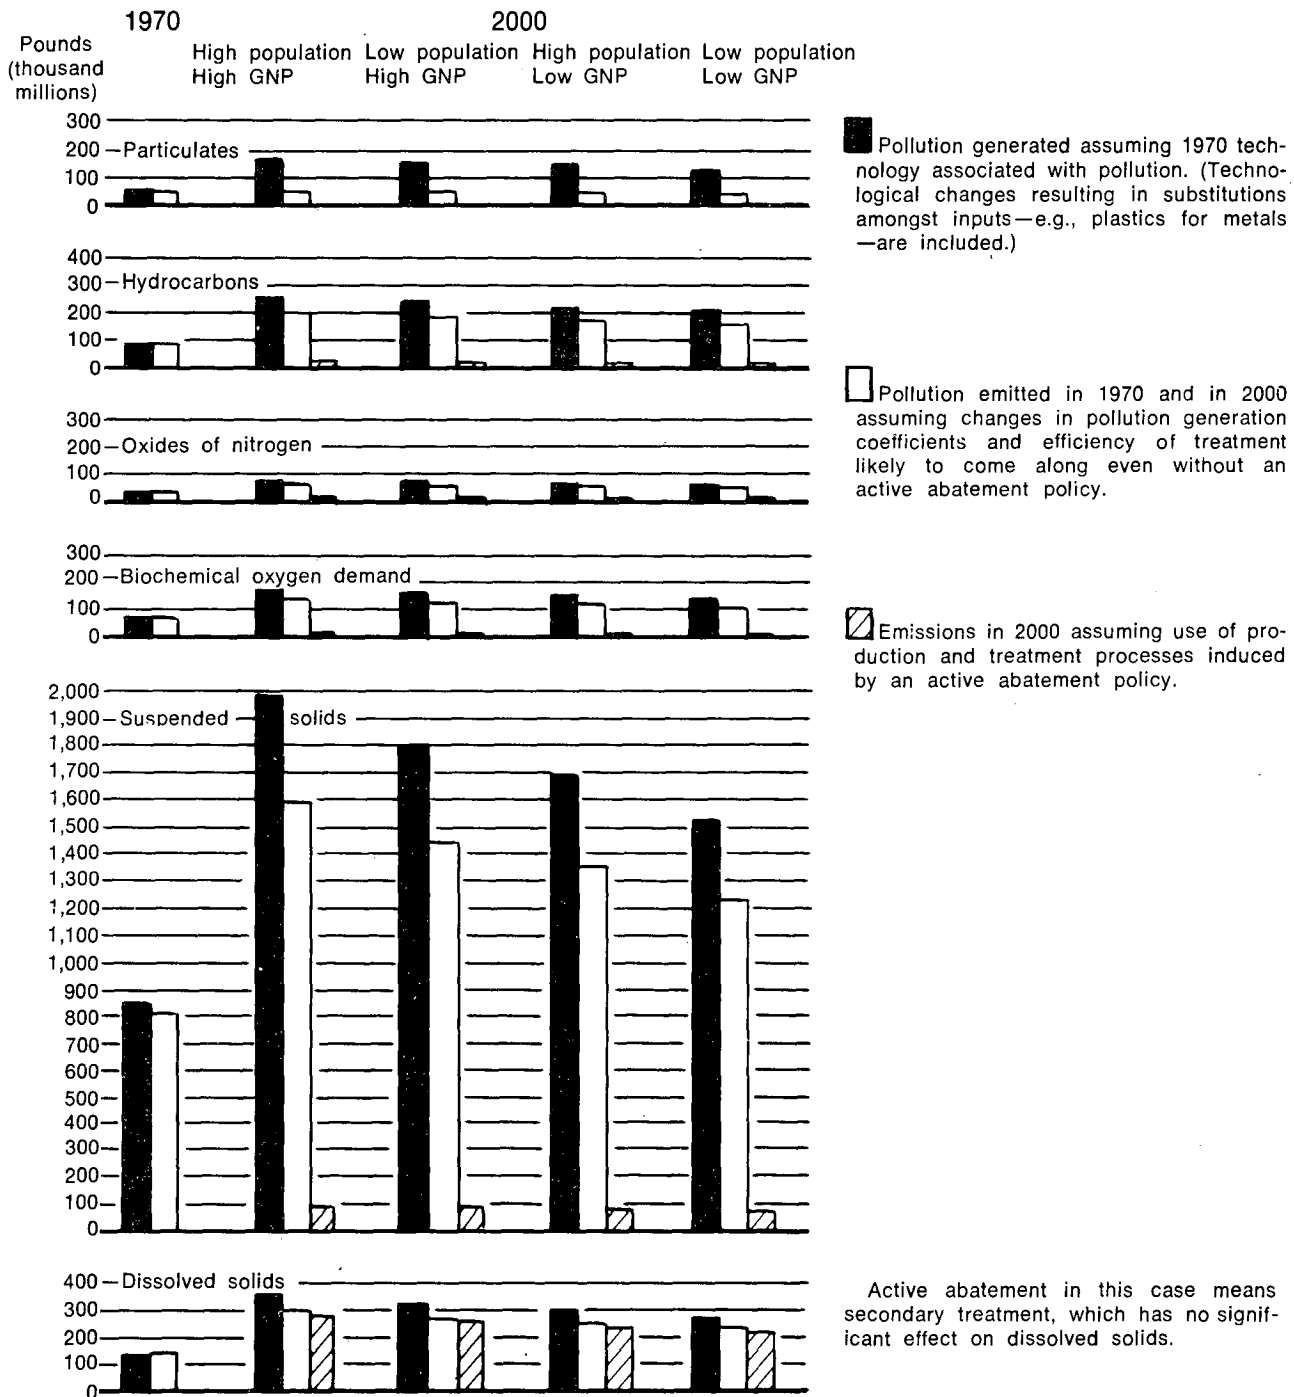 1970
2000
Pounds
(thousand
millions)
High population Low population High population Low population
High GNP High GNP Low GNP Low GNP
300
200 – Particulates
100
0
400
300 – Hydrocarbons
200
100
0
300
200 – Oxides of nitrogen
100
0
300
200 – Biochemical oxygen demand
100
0
2,000
1,900 – Suspended solids
1,800
1,700
1,600
1,500
1,400
1,300
1,200
1,100
1,000
900
800
700
600
500
400
300
200
100
0
400 – Dissolved solids
300
200
100
0
Pollution generated assuming 1970 tech-
nology associated with pollution. (Techno-
logical changes resulting in substitutions
amongst inputs—e.g., plastics for metals
—are included.)
Pollution emitted in 1970 and in 2000
assuming changes in pollution generation
coefficients and efficiency of treatment
likely to come along even without an
active abatement policy.
Emissions in 2000 assuming use of pro-
duction and treatment processes induced
by an active abatement policy.
Active abatement in this case means
secondary treatment, which has no signif-
icant effect on dissolved solids.